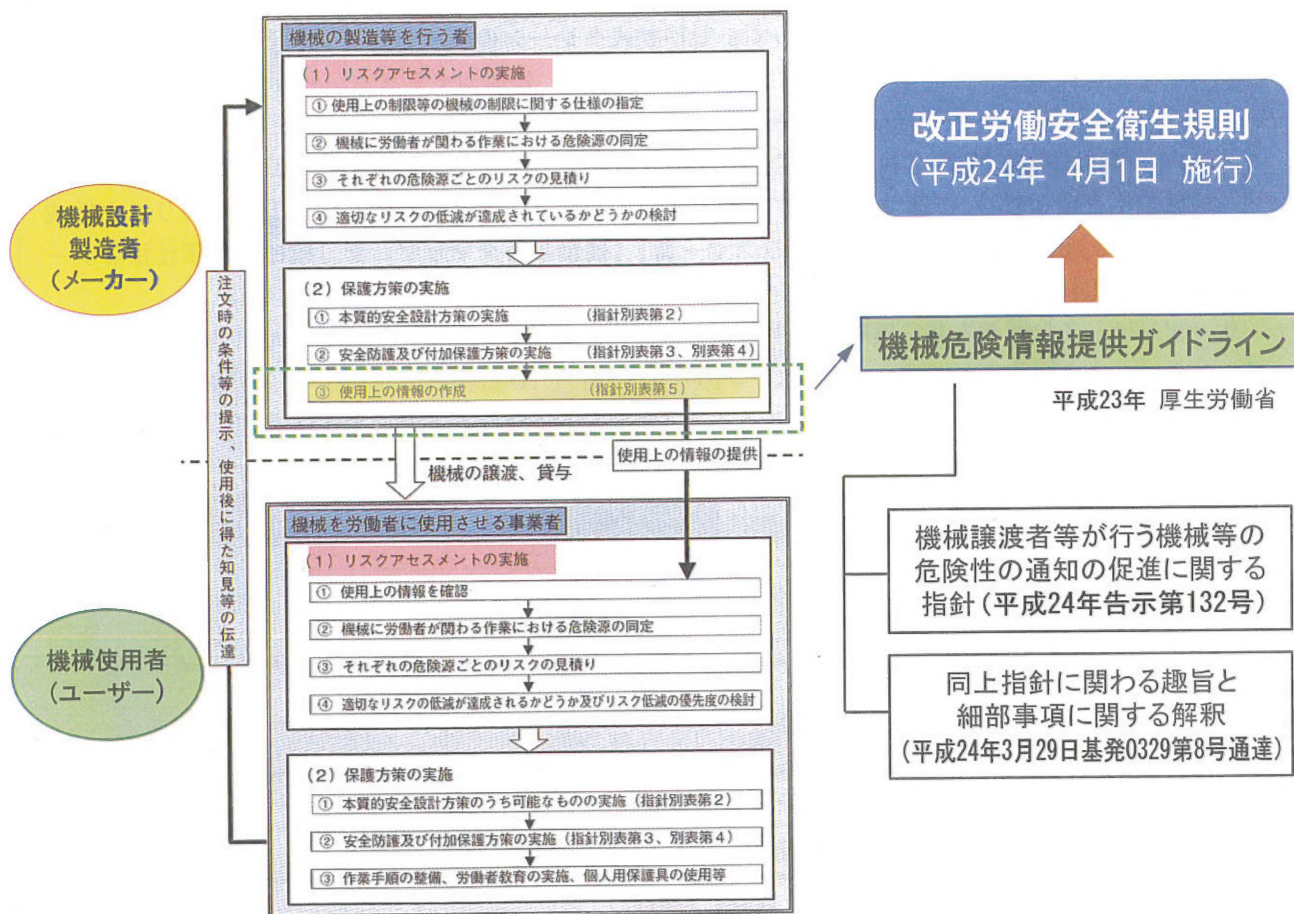 機械の製造等を行う者
(1)リスクアセスメントの実施
① 使用上の制限等の機械の制限に関する仕様の指定
② 機械に労働者が関わる作業における危険源の同定
③ それぞれの危険源ごとのリスクの見積り
④ 適切なリスクの低減が達成されているかどうかの検討
(2)保護方策の実施
① 本質的安全設計方策の実施 (指針別表第2)
② 安全防護及び付加保護方策の実施 (指針別表第3、別表第4)
③ 使用上の情報の作成 (指針別表第5)
機械設計
製造者
(メーカー)
注文時の条件等の提示、使用後に得た知見等の伝達
使用上の情報の提供
機械の譲渡、貸与
機械を労働者に使用させる事業者
(1)リスクアセスメントの実施
① 使用上の情報を確認
② 機械に労働者が関わる作業における危険源の同定
③ それぞれの危険源ごとのリスクの見積り
④ 適切なリスクの低減が達成されるかどうか及びリスク低減の優先度の検討
(2)保護方策の実施
① 本質的安全設計方策のうち可能なものの実施(指針別表第2)
② 安全防護及び付加保護方策の実施(指針別表第3、別表第4)
③ 作業手順の整備、労働者教育の実施、個人用保護具の使用等
機械使用者
(ユーザー)
改正労働安全衛生規則
(平成24年 4月1日 施行)
機械危険情報提供ガイドライン
平成23年 厚生労働省
機械譲渡者等が行う機械等の
危険性の通知の促進に関する
指針(平成24年告示第132号)
同上指針に関わる趣旨と
細部事項に関する解釈
(平成24年3月29日基発0329第8号通達)